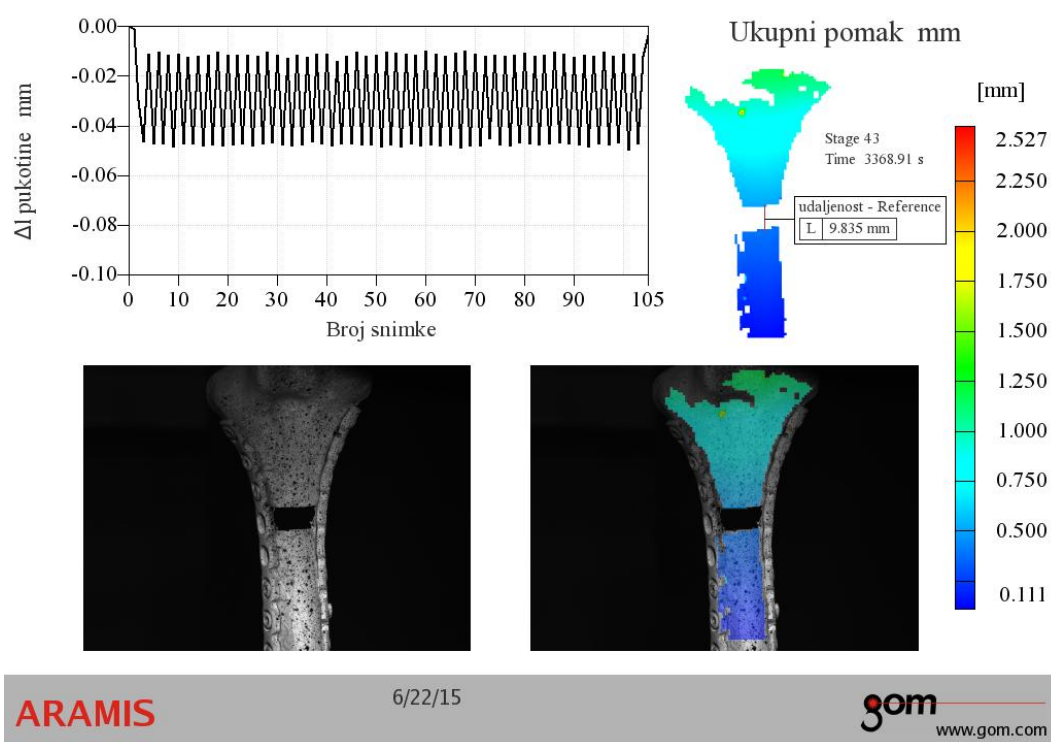 0.00
-0.02
-0.04
-0.06
-0.08
-0.10
Δl pukotine mm
0 10 20 30 40 50 60 70 80 90 105
Broj snimke
Ukupni pomak mm
Stage 43
Time 3368.91 s
udaljenost - Reference
L 9.835 mm
[mm]
2.527
2.250
2.000
1.750
1.500
1.250
1.000
0.750
0.500
0.111
ARAMIS
6/22/15
gom
www.gom.com